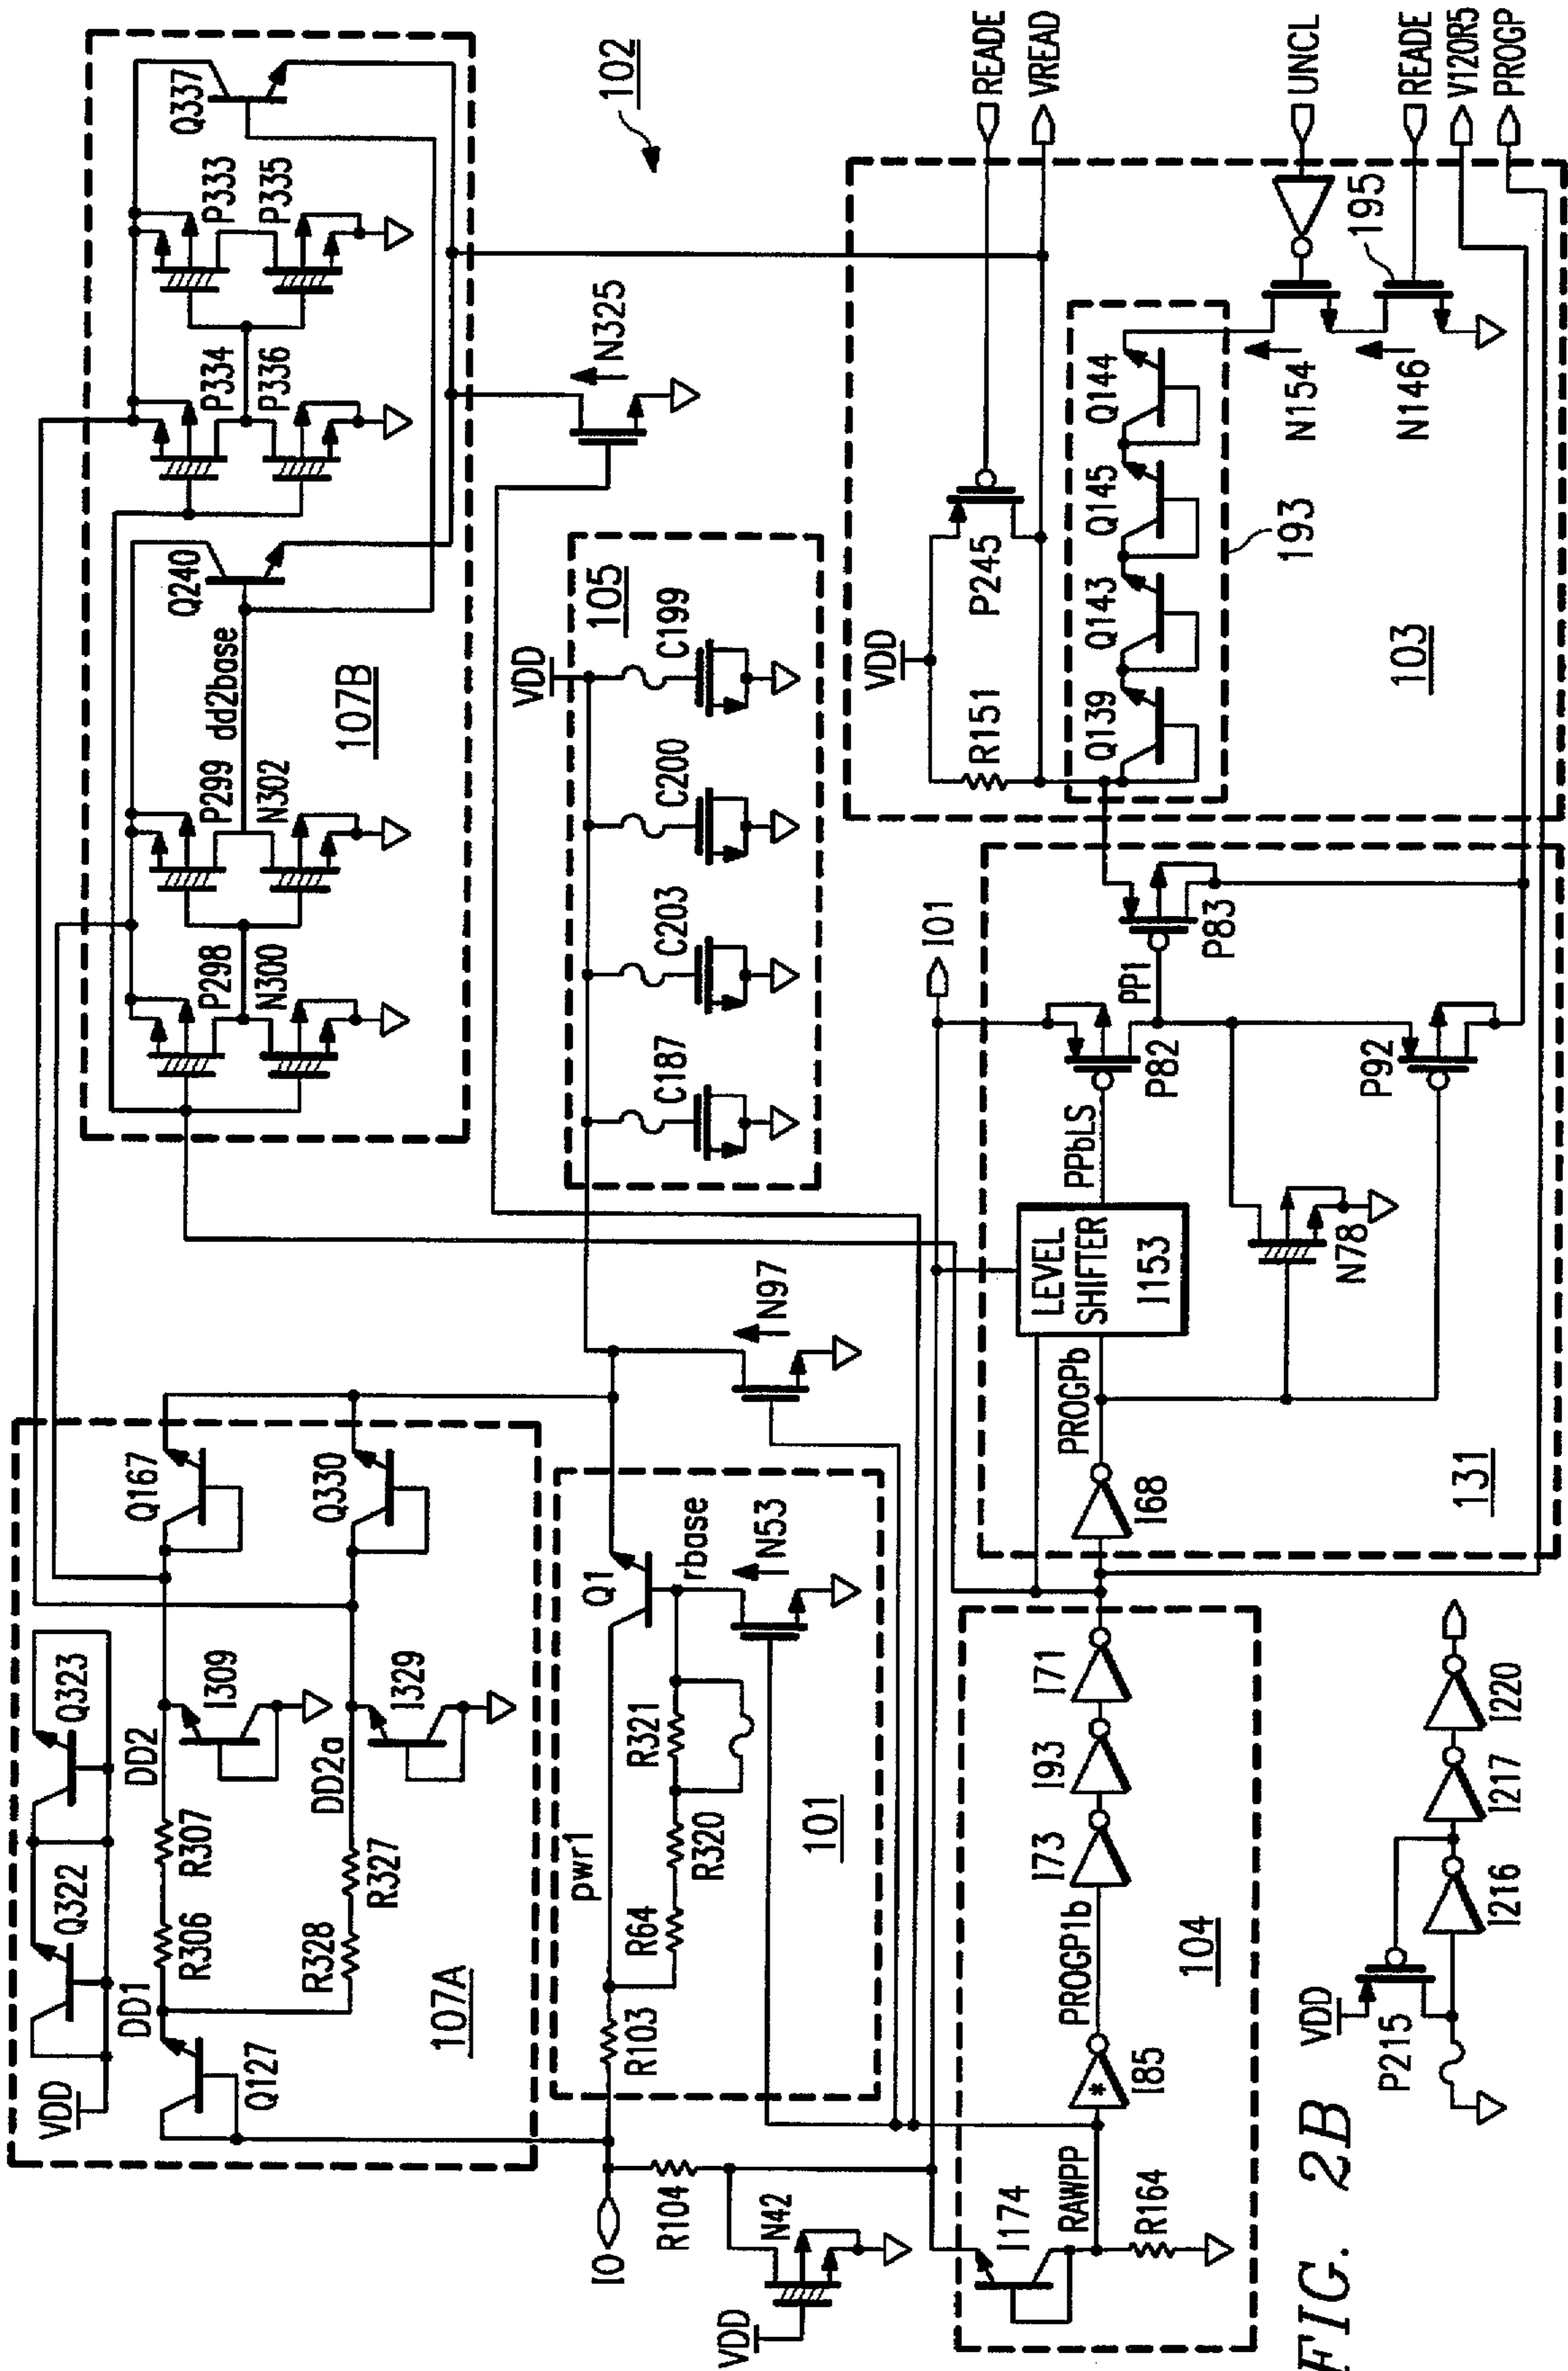 102
Q337
P333
P335
P334
P336
Q240
dd2base
P299
N302
107B
P298
N300
N325
READE
VREAD
UNCL
READE
V120R5
PROGP
VDD
105
C199
C200
C203
C187
VDD
R151
P245
Q139
Q143
Q145
Q144
193
195
N154
N146
103
IO1
PP1
P83
P82
P92
PPbLS
LEVEL
SHIFTER
I153
N78
PROGPb
I68
131
N97
Q167
Q330
Q323
Q322
VDD
DD1
DD2
DD2a
I309
I329
R307
R306
R327
R328
Q127
107A
Q1
rbase
N53
pwr1
R321
R320
R64
R103
101
IO
R104
N42
VDD
I174
RAWPP
R164
I85
*
PROGP1b
I73
I93
I71
104
VDD
P215
I216
I217
I220
FIG. 2B